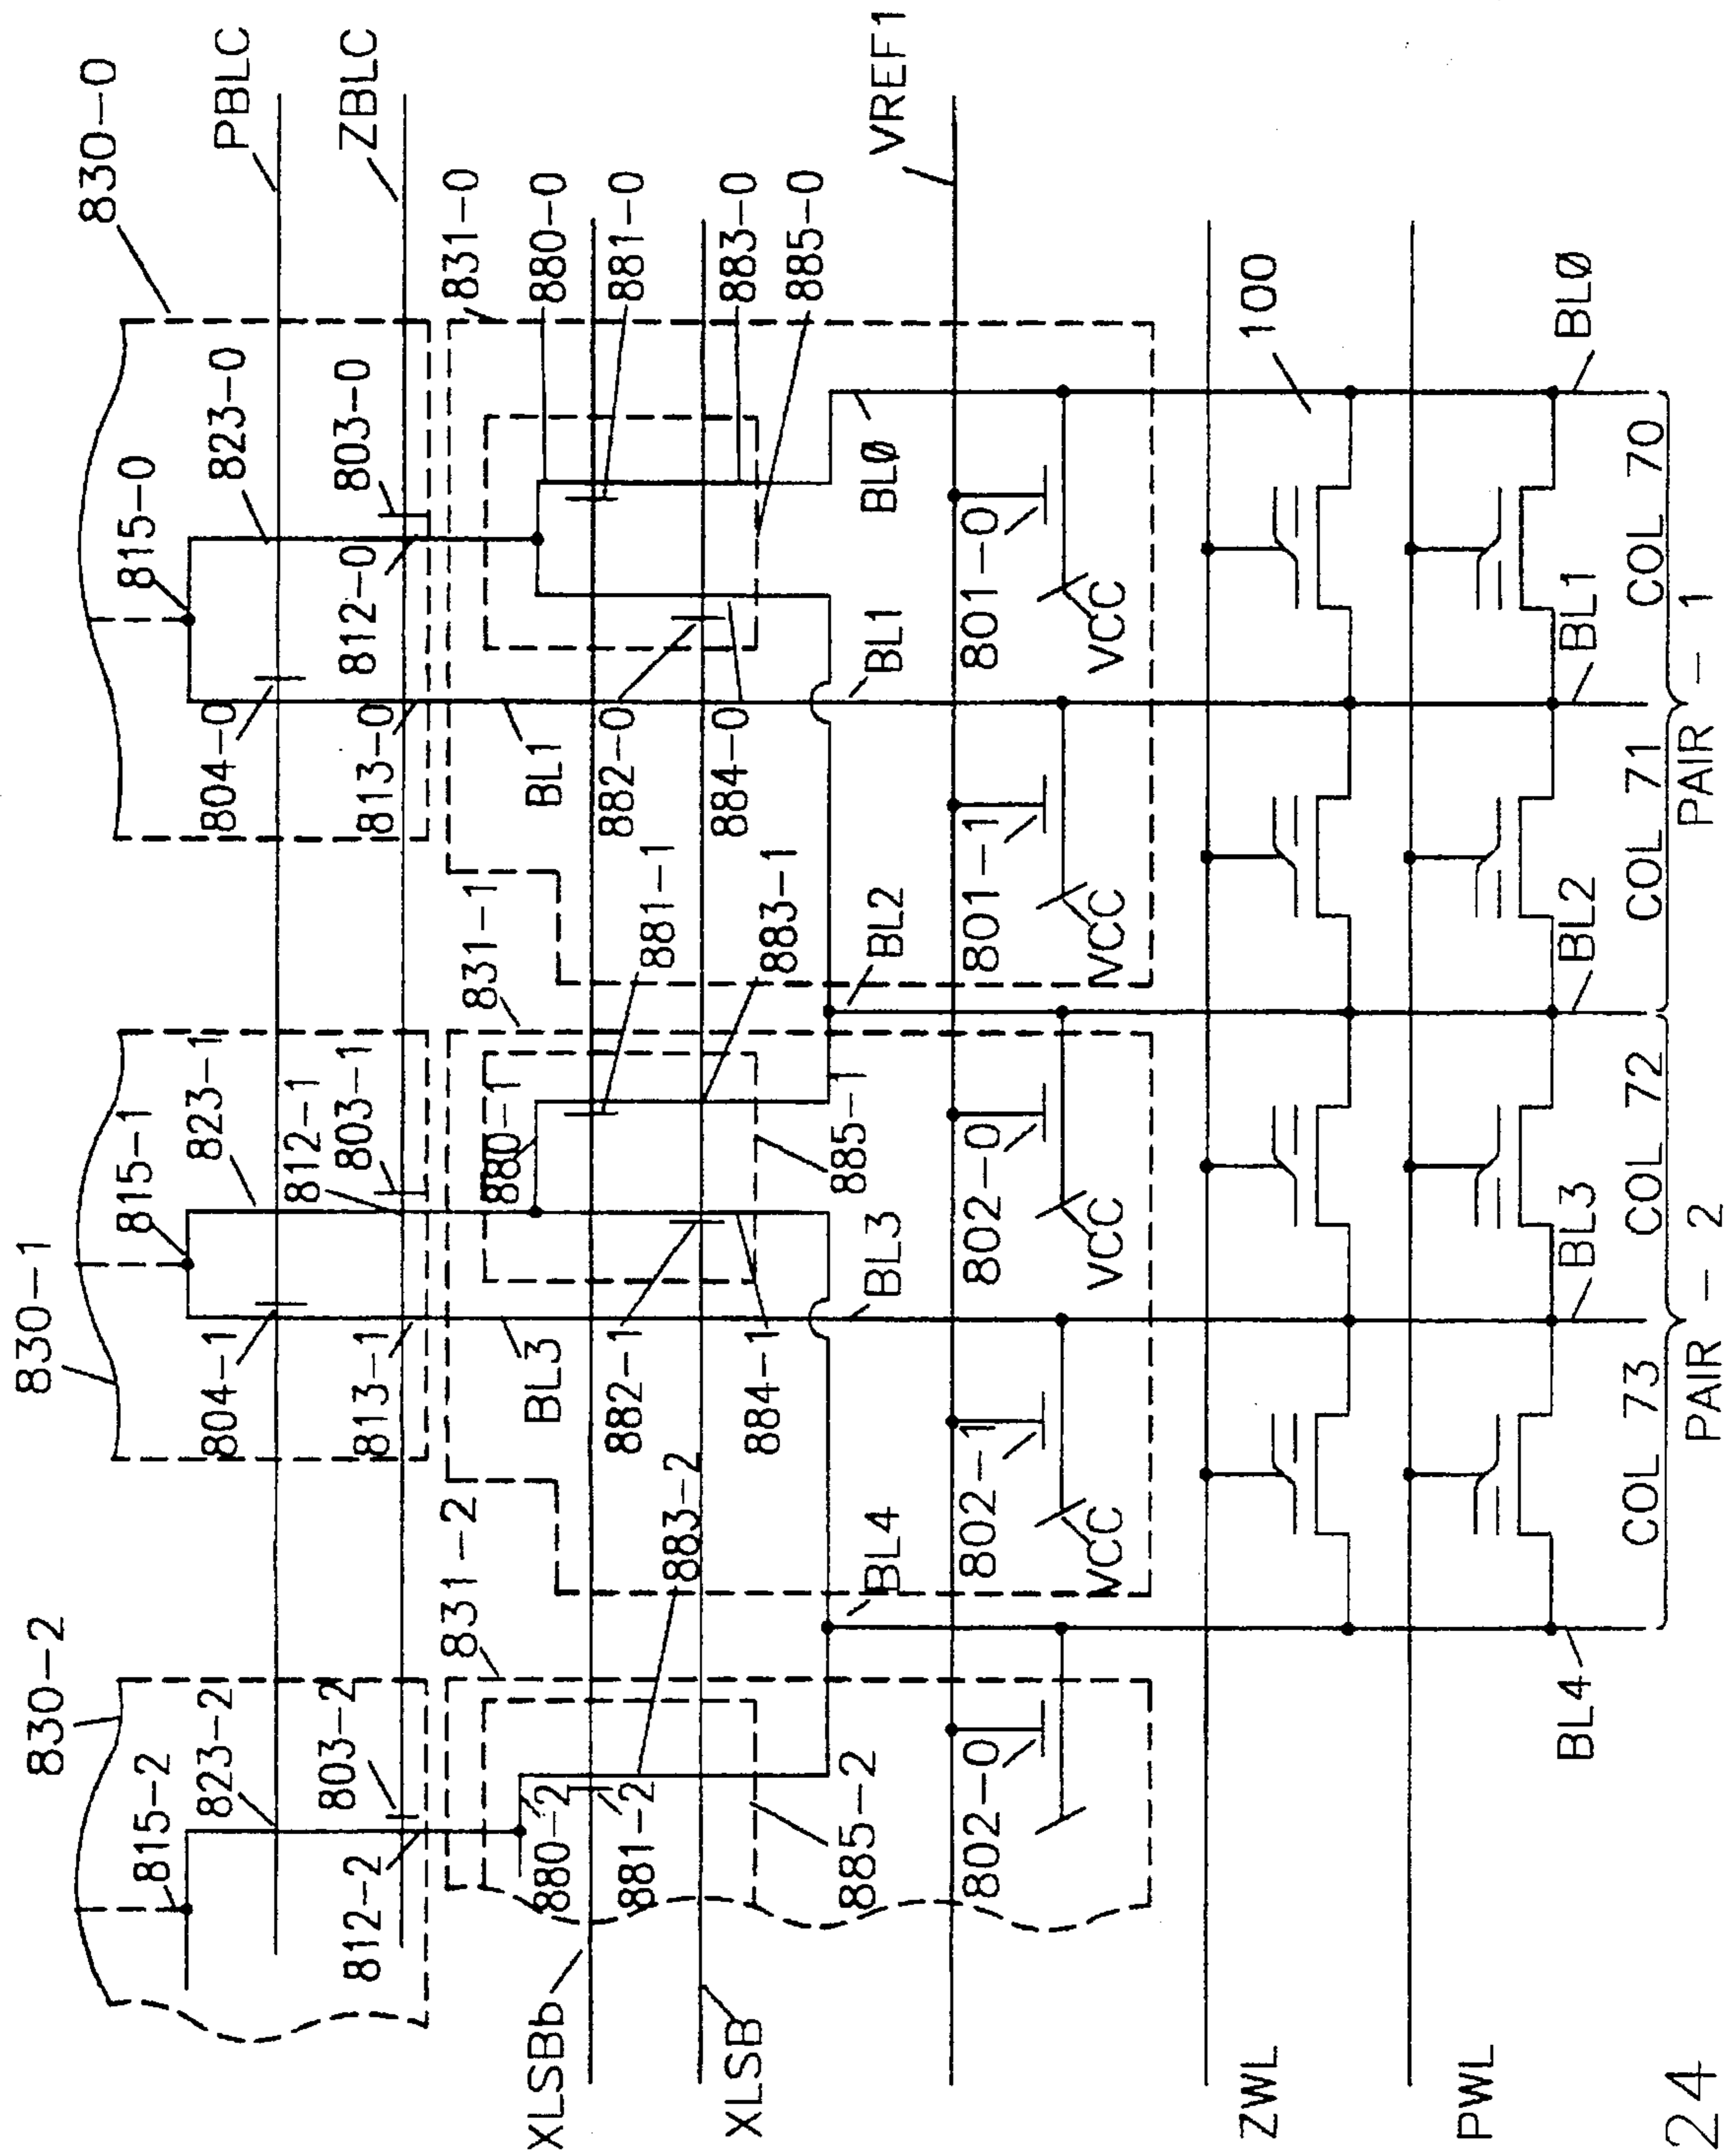 830-2
830-1
830-0
815-2
823-2
815-1
823-1
815-0
823-0
PBLC
804-1
812-1
804-0
803-2
803-1
803-0
ZBLC
812-2
813-1
813-0
812-0
831-2
831-1
831-0
880-2
BL3
880-1
BL1
880-0
XLSBb
881-2
882-1
881-1
882-0
881-0
XLSB
883-2
884-1
883-1
884-0
883-0
885-2
885-1
885-0
BL4
BL3
BL2
BL1
BLØ
VREF1
802-0
802-1
802-0
801-1
801-0
VCC
VCC
VCC
VCC
ZWL
100
PWL
BL4
BL3
BL2
BL1
BLØ
COL 73
COL 72
COL 71
COL 70
PAIR - 2
PAIR - 1
24